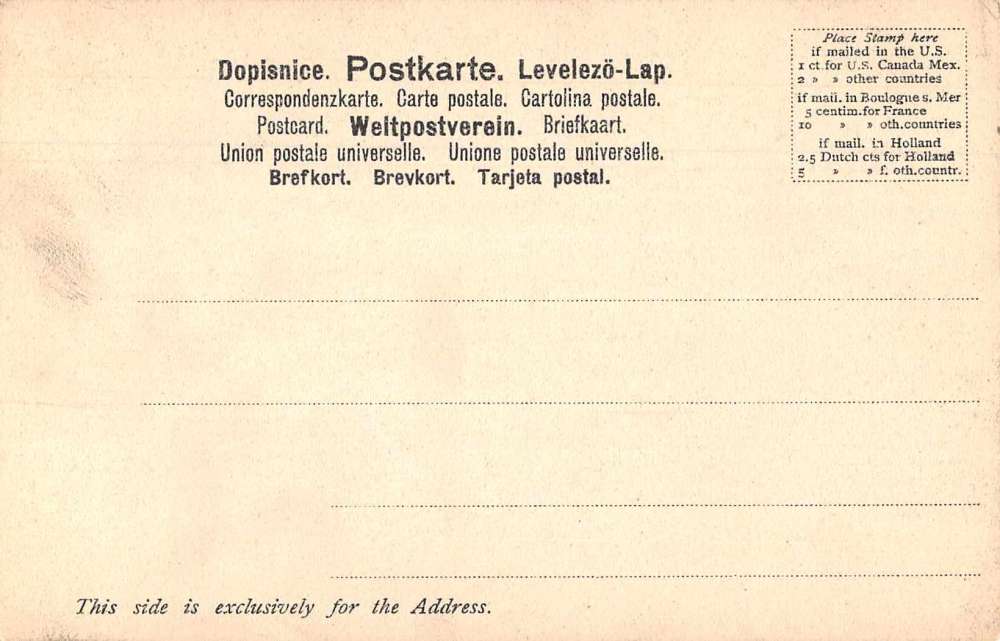 Dopisnice. Postkarte. Levelezö-Lap.
Correspondenzkarte. Carte postale. Cartolina postale.
Postcard. Weltpostverein. Briefkaart.
Union postale universelle. Unione postale universelle.
Brefkort. Brevkort. Tarjeta postal.
Place Stamp here
if mailed in the U.S.
1 ct. for U.S. Canada Mex.
2 » » other countries
if mail. in Boulogne s. Mer
5 centim. for France
10 » » oth. countries
if mail. in Holland
2.5 Dutch cts for Holland
5 » » f. oth. countr.
This side is exclusively for the Address.